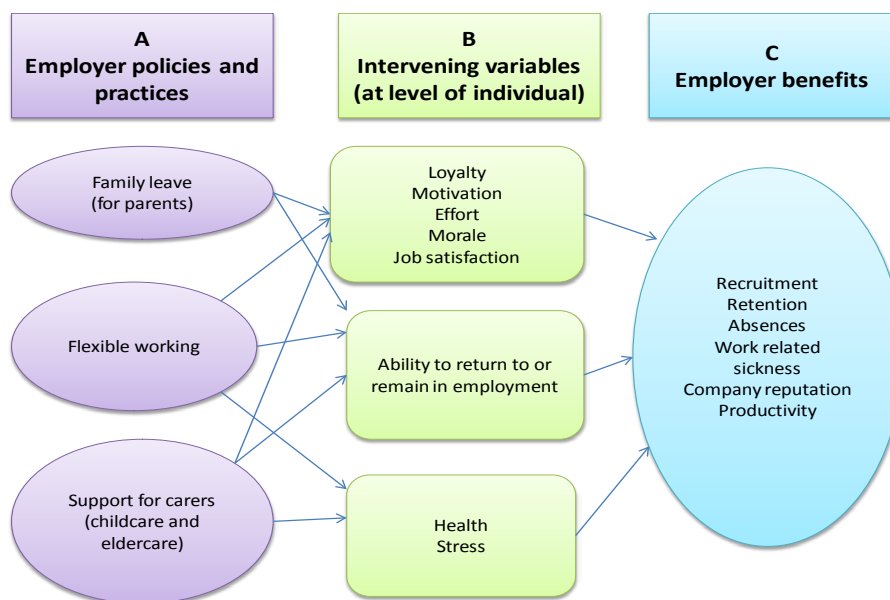 A
Employer policies and
practices
B
Intervening variables
(at level of individual)
C
Employer benefits
Family leave
(for parents)
Flexible working
Support for carers
(childcare and
eldercare)
Loyalty
Motivation
Effort
Morale
Job satisfaction
Ability to return to or
remain in employment
Health
Stress
Recruitment
Retention
Absences
Work related
sickness
Company reputation
Productivity